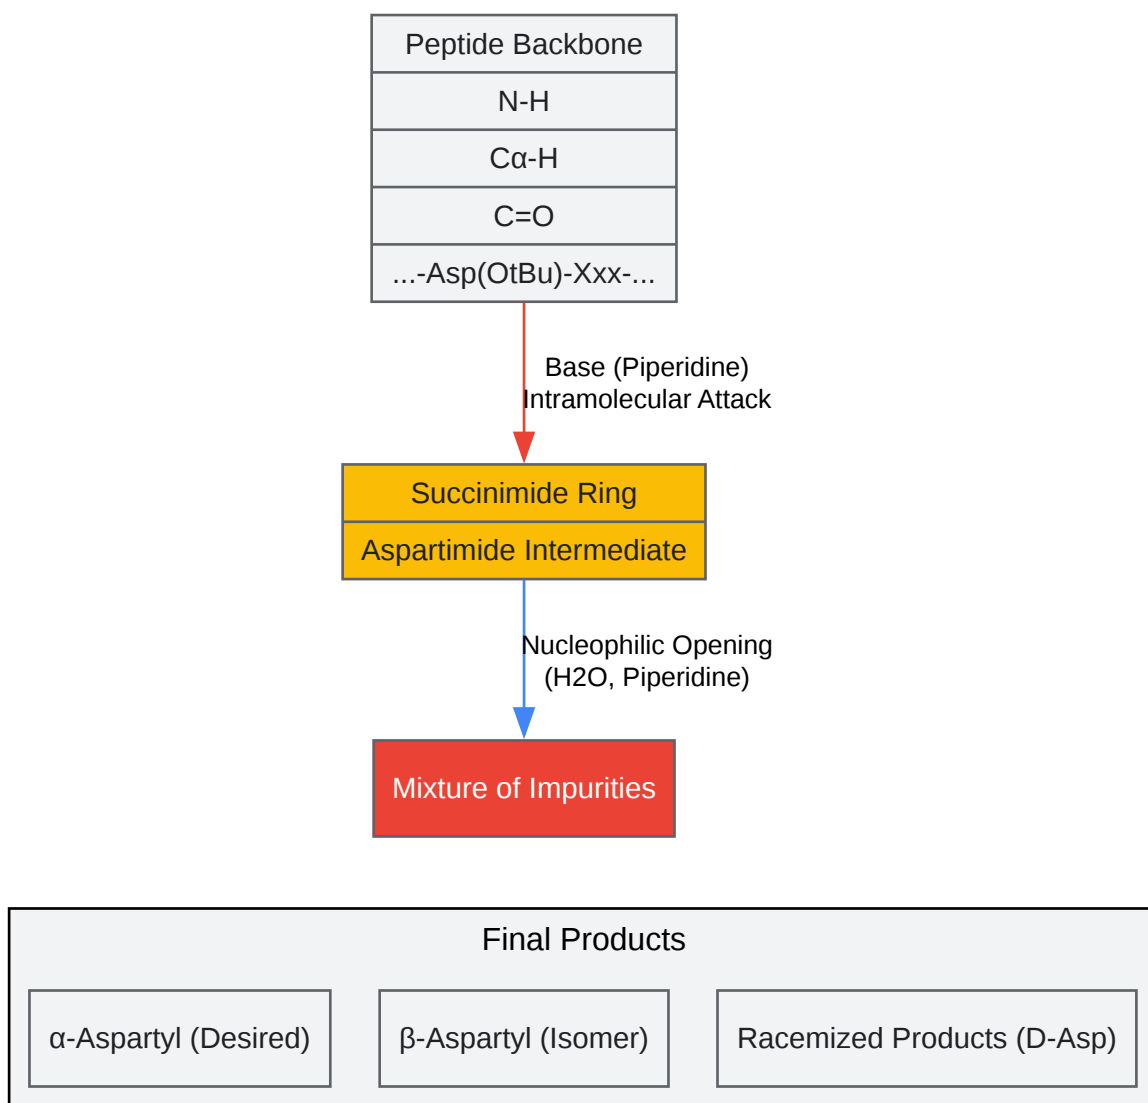 Peptide Backbone
N-H
Cα-H
C=O
...-Asp(OtBu)-Xxx-...
Base (Piperidine)
Intramolecular Attack
Succinimide Ring
Aspartimide Intermediate
Nucleophilic Opening
(H2O, Piperidine)
Mixture of Impurities
Final Products
α-Aspartyl (Desired)
β-Aspartyl (Isomer)
Racemized Products (D-Asp)